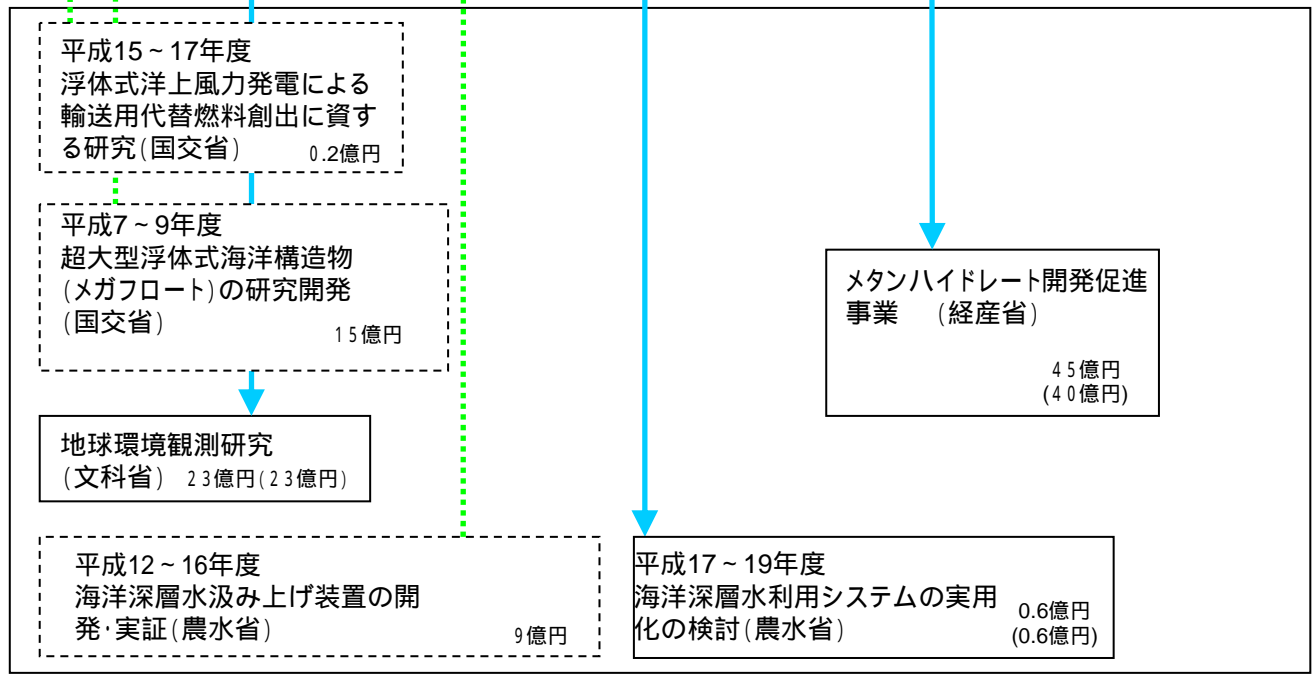 平成15~17年度
浮体式洋上風力発電による
輸送用代替燃料創出に資す
る研究(国交省) 0.2億円
平成7~9年度
超大型浮体式海洋構造物
(メガフロート)の研究開発
(国交省) 15億円
メタンハイドレート開発促進
事業 (経産省)
45億円
(40億円)
地球環境観測研究
(文科省) 23億円(23億円)
平成12~16年度
海洋深層水汲み上げ装置の開
発・実証(農水省) 9億円
平成17~19年度
海洋深層水利用システムの実用
化の検討(農水省) 0.6億円
(0.6億円)